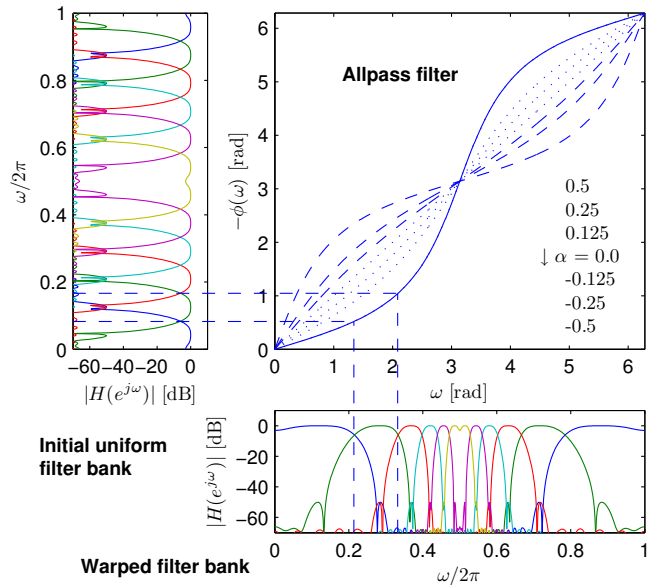 1
0.8
0.6
0.4
0.2
0
ω/2π
−60 −40 −20 0
|H(e^{jω})| [dB]
Initial uniform
filter bank
Allpass filter
6
5
4
3
2
1
0
−ϕ(ω) [rad]
0.5
0.25
0.125
↓ α = 0.0
-0.125
-0.25
-0.5
0 1 2 3 4 5 6
ω [rad]
0
−20
−40
−60
|H(e^{jω})| [dB]
0 0.2 0.4 0.6 0.8 1
ω/2π
Warped filter bank